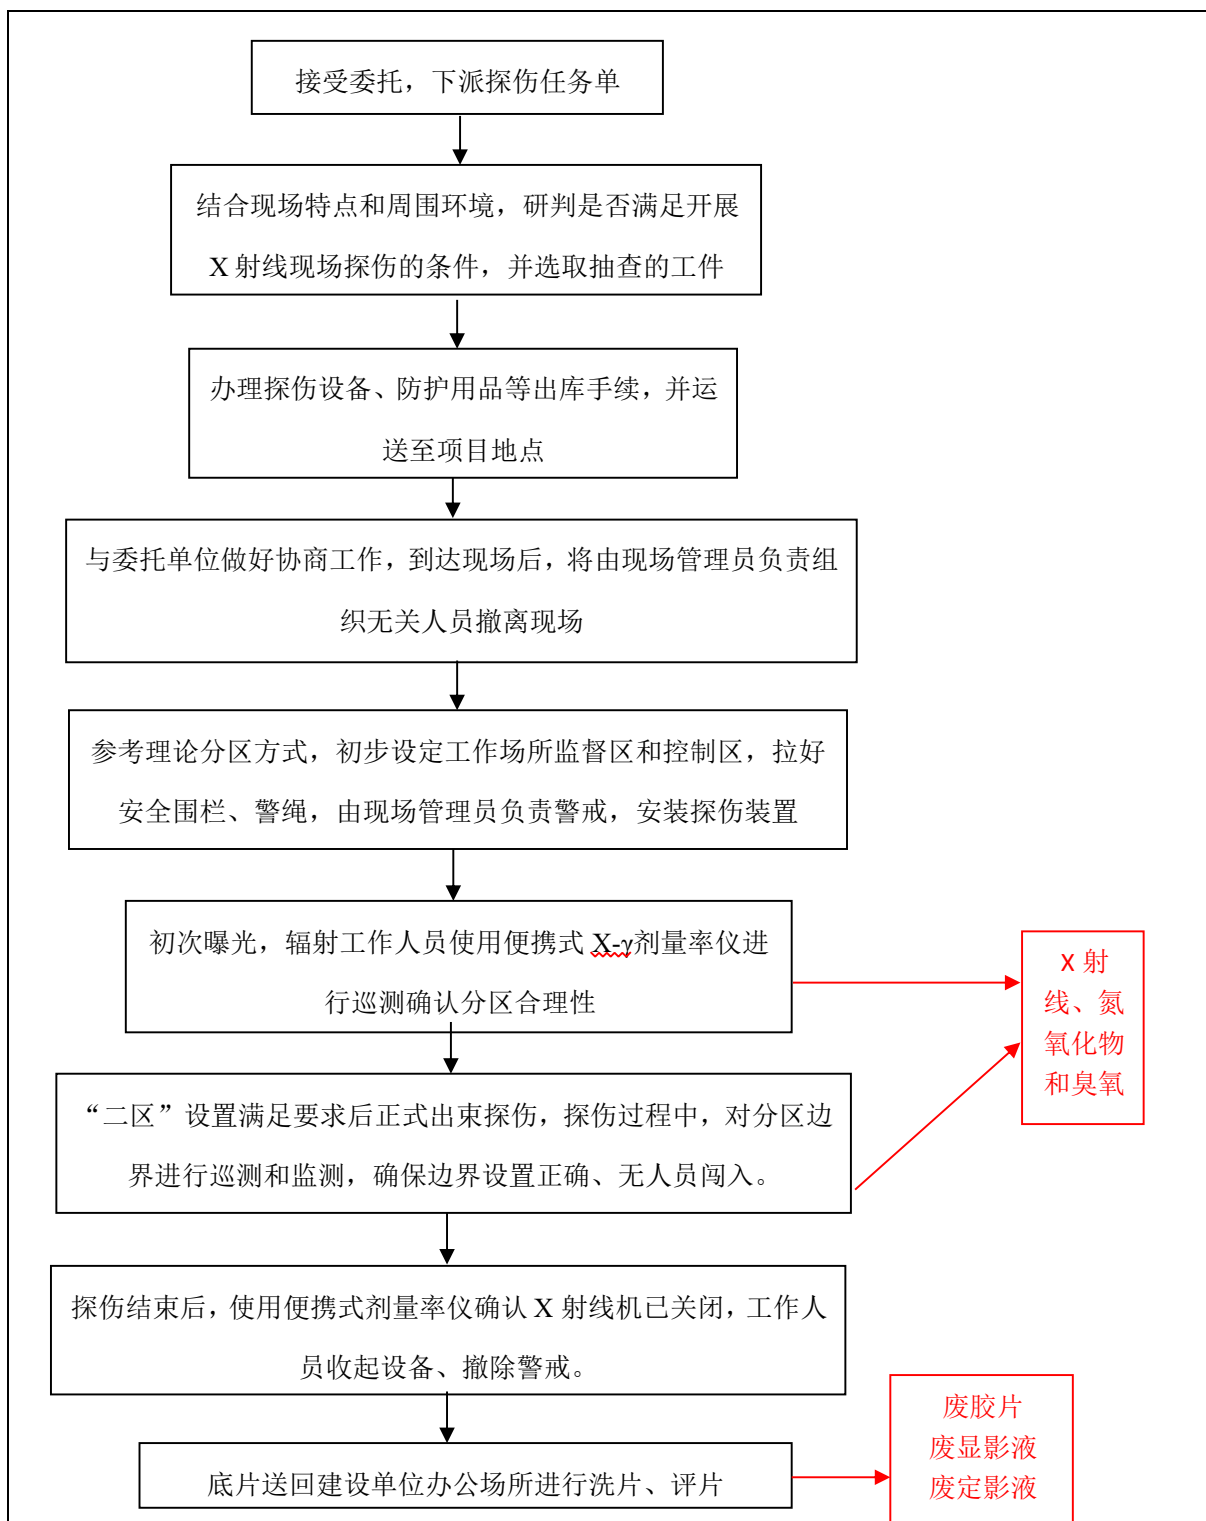 接受委托，下派探伤任务单
结合现场特点和周围环境，研判是否满足开展
X 射线现场探伤的条件，并选取抽查的工件
办理探伤设备、防护用品等出库手续，并运
送至项目地点
与委托单位做好协商工作，到达现场后，将由现场管理员负责组
织无关人员撤离现场
参考理论分区方式，初步设定工作场所监督区和控制区，拉好
安全围栏、警绳，由现场管理员负责警戒，安装探伤装置
初次曝光，辐射工作人员使用便携式 X-γ剂量率仪进
行巡测确认分区合理性
X 射
线、氮
氧化物
和臭氧
“二区”设置满足要求后正式出束探伤，探伤过程中，对分区边
界进行巡测和监测，确保边界设置正确、无人员闯入。
探伤结束后，使用便携式剂量率仪确认 X 射线机已关闭，工作人
员收起设备、撤除警戒。
底片送回建设单位办公场所进行洗片、评片
废胶片
废显影液
废定影液